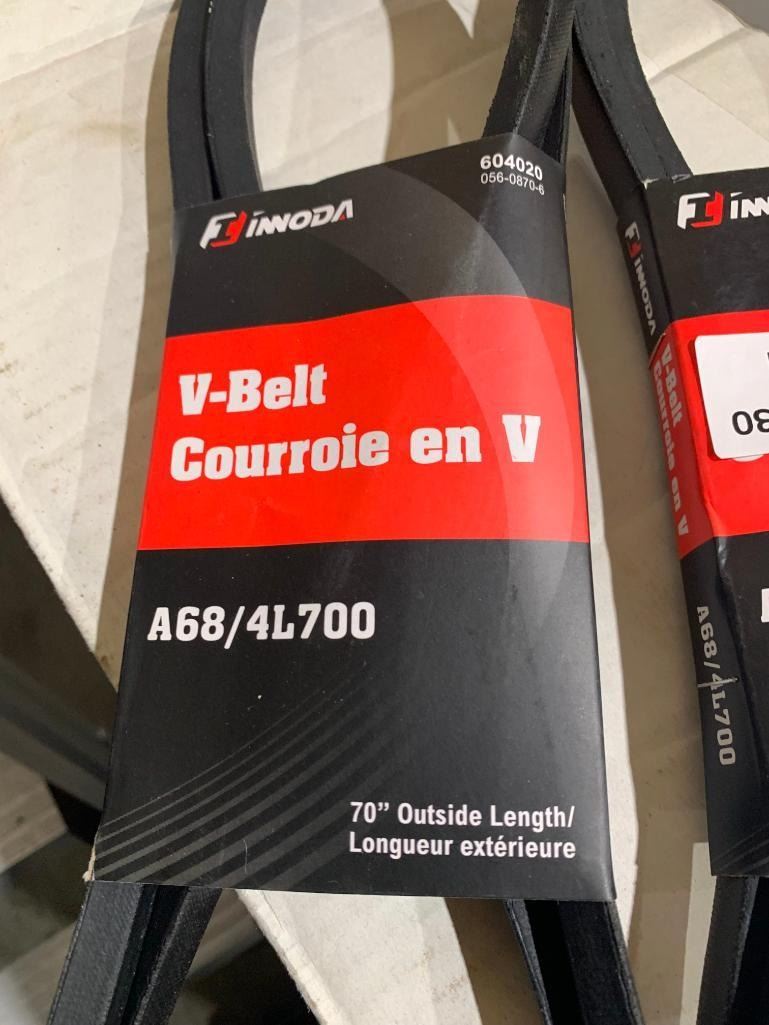 604020
056-0870-6
INNODA
V-Belt
Courroie en V
A68/4L700
70” Outside Length/
Longueur extérieure
INNODA
V-Belt
Courroie en V
A68/4L700